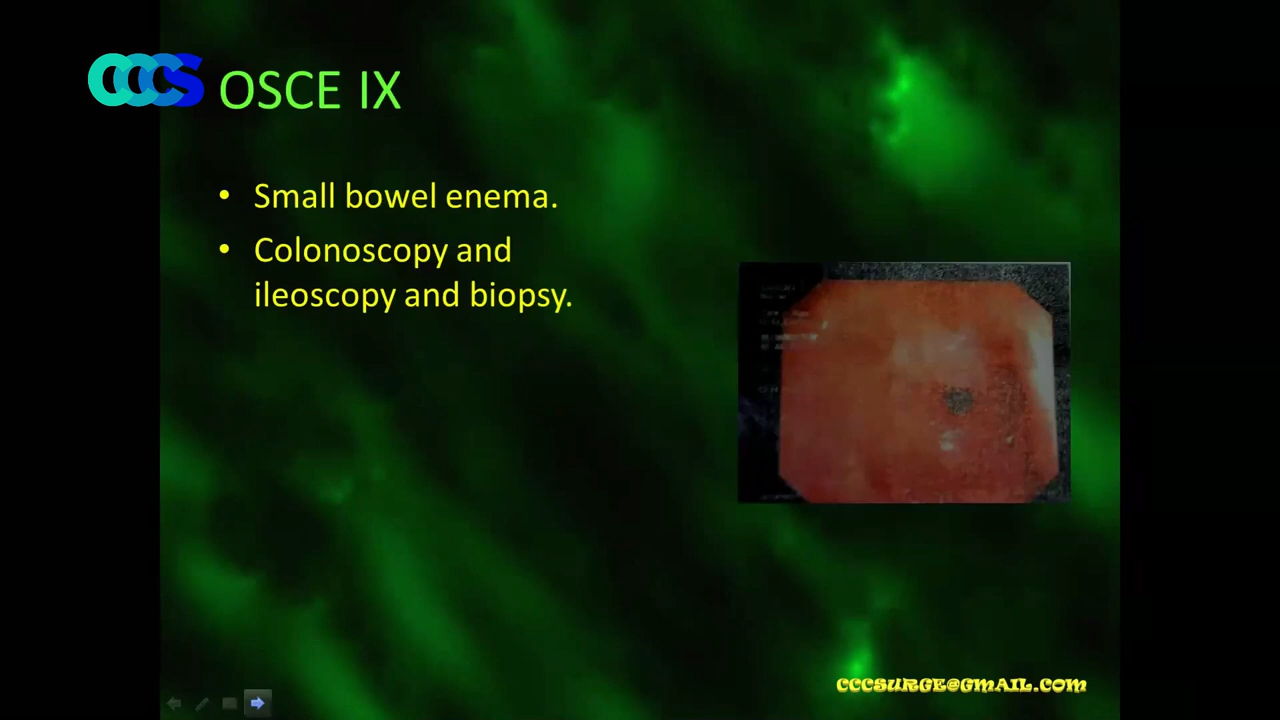 CCCS OSCE IX
• Small bowel enema.
• Colonoscopy and
ileoscopy and biopsy.
CCCSURGE@GMAIL.COM